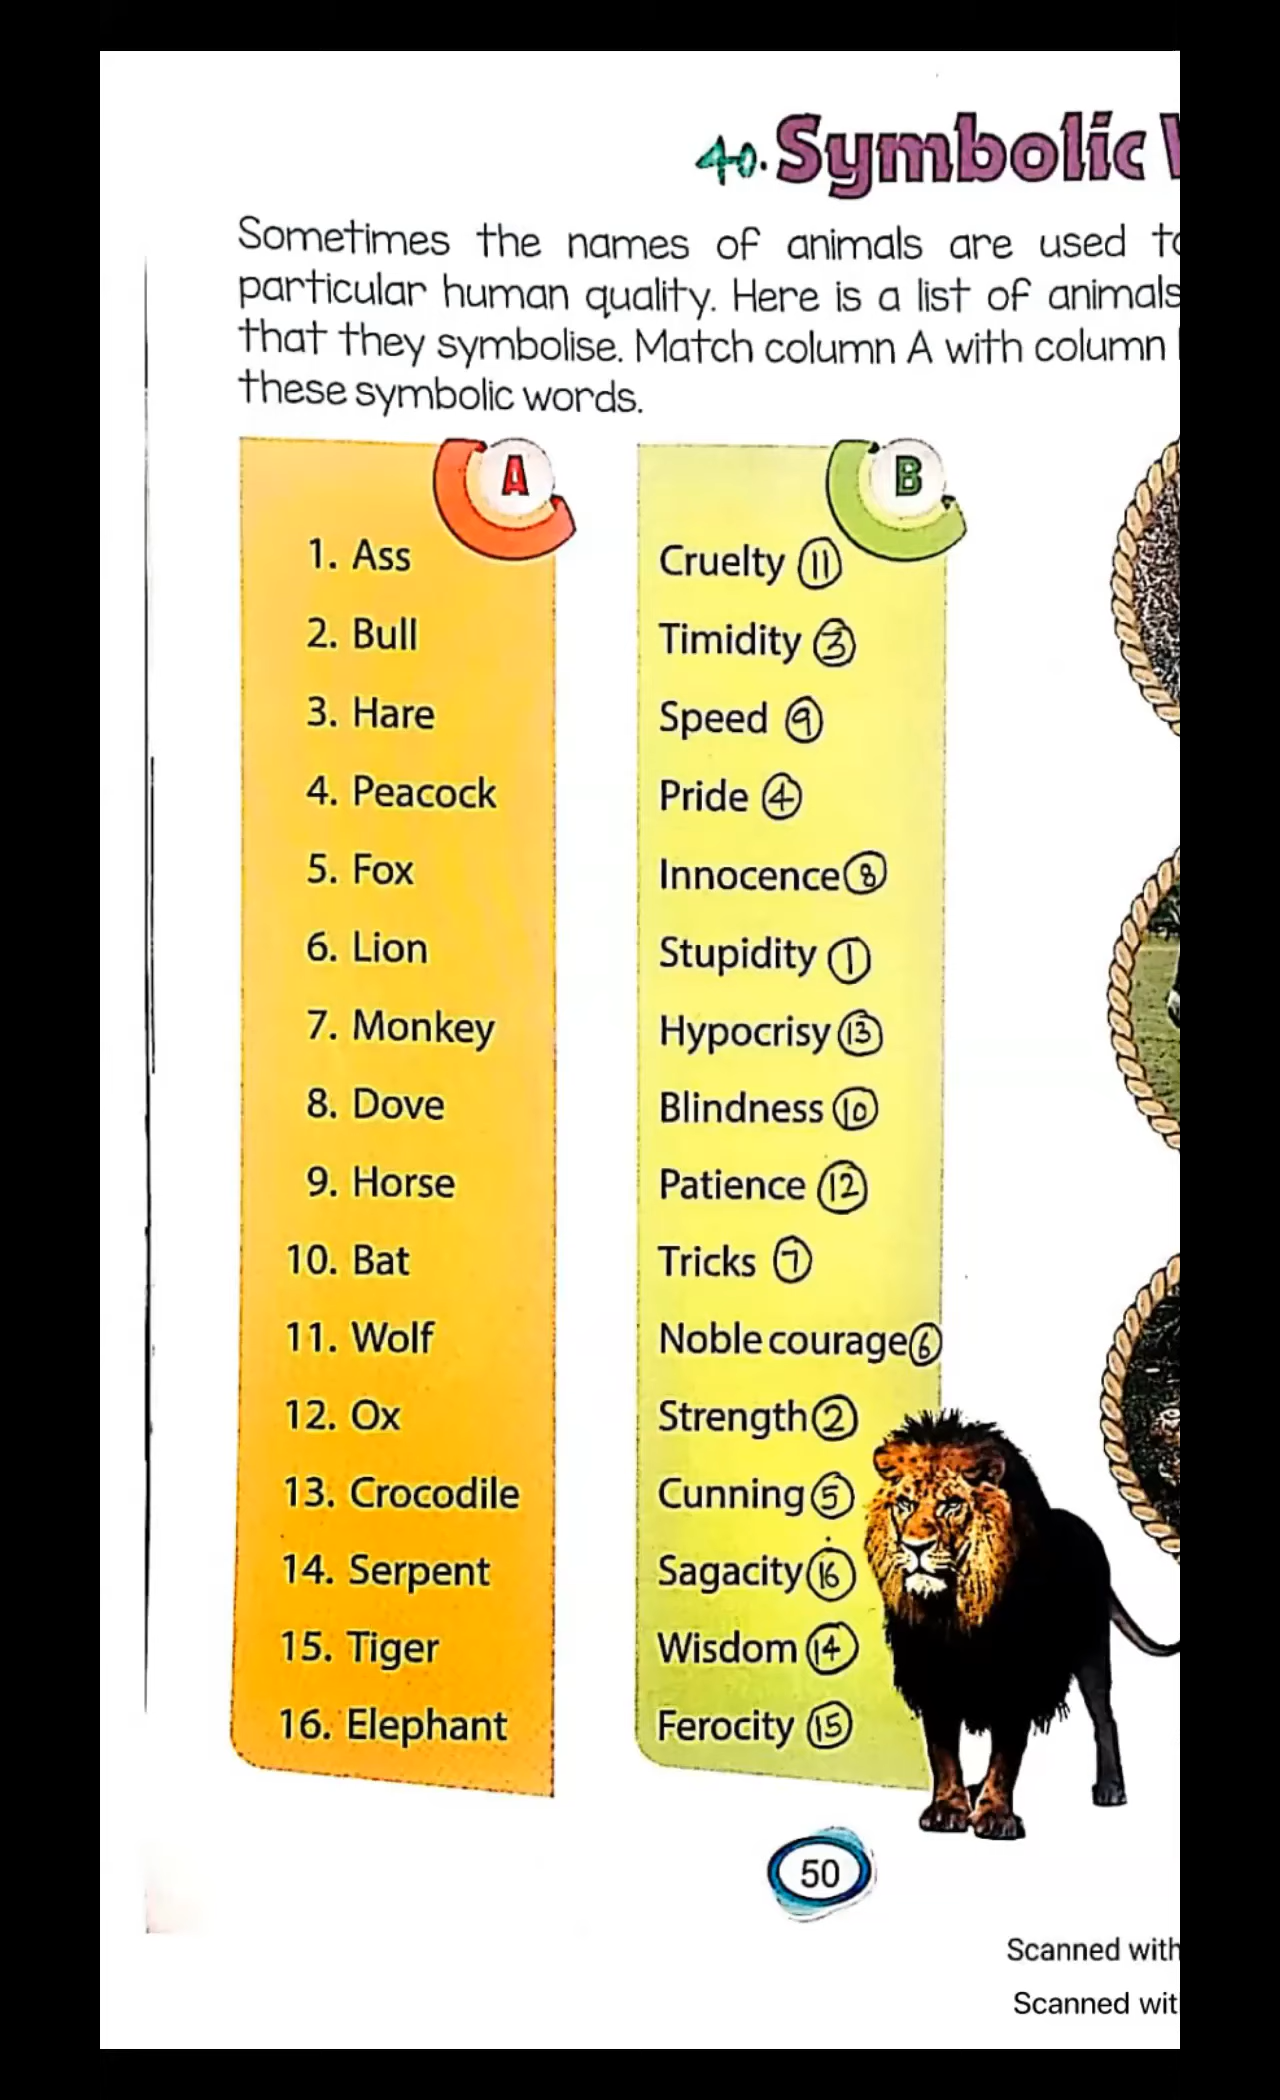 40. Symbolic
Sometimes the names of animals are used to
particular human quality. Here is a list of animals
that they symbolise. Match column A with column
these symbolic words.
A
1. Ass
2. Bull
3. Hare
4. Peacock
5. Fox
6. Lion
7. Monkey
8. Dove
9. Horse
10. Bat
11. Wolf
12. Ox
13. Crocodile
14. Serpent
15. Tiger
16. Elephant
B
Cruelty 11
Timidity 3
Speed 9
Pride 4
Innocence 8
Stupidity 1
Hypocrisy 13
Blindness 10
Patience 12
Tricks 7
Noble courage 6
Strength 2
Cunning 5
Sagacity 16
Wisdom 14
Ferocity 15
50
Scanned with
Scanned wit